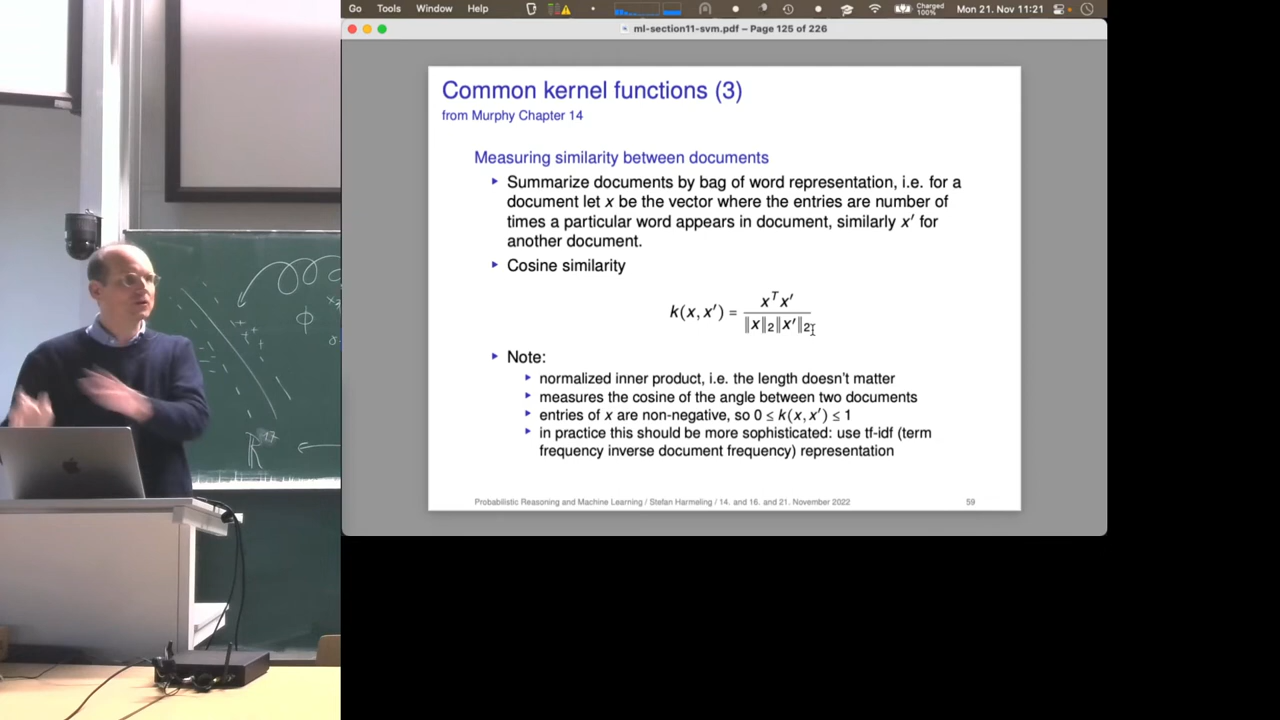 Go Tools Window Help
Charged 100%
Mon 21. Nov 11:21
ml-section11-svm.pdf – Page 125 of 226
Common kernel functions (3)
from Murphy Chapter 14
Measuring similarity between documents
▸ Summarize documents by bag of word representation, i.e. for a
document let x be the vector where the entries are number of
times a particular word appears in document, similarly x′ for
another document.
▸ Cosine similarity
k(x, x′) = xᵀx′ / ‖x‖₂‖x′‖₂
▸ Note:
▸ normalized inner product, i.e. the length doesn't matter
▸ measures the cosine of the angle between two documents
▸ entries of x are non-negative, so 0 ≤ k(x, x′) ≤ 1
▸ in practice this should be more sophisticated: use tf-idf (term
frequency inverse document frequency) representation
Probabilistic Reasoning and Machine Learning / Stefan Harmeling / 14. and 16. and 21. November 2022
59
ϕ